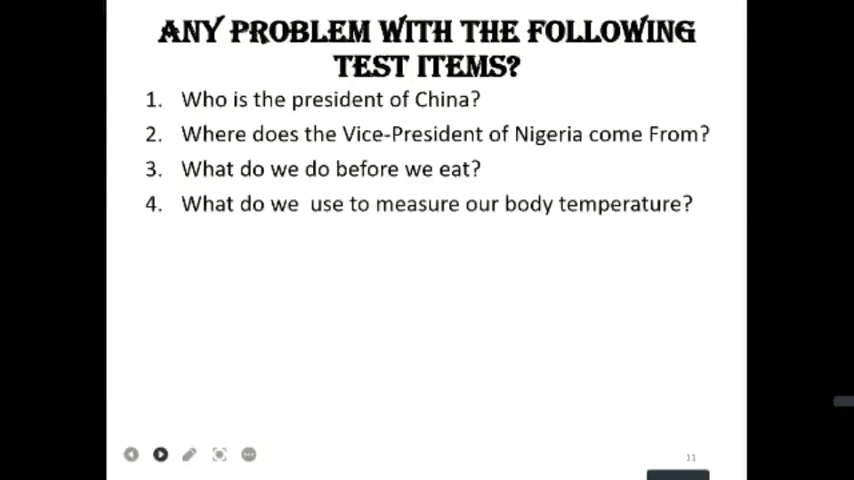 ANY PROBLEM WITH THE FOLLOWING
TEST ITEMS?
1. Who is the president of China?
2. Where does the Vice-President of Nigeria come From?
3. What do we do before we eat?
4. What do we  use to measure our body temperature?
11